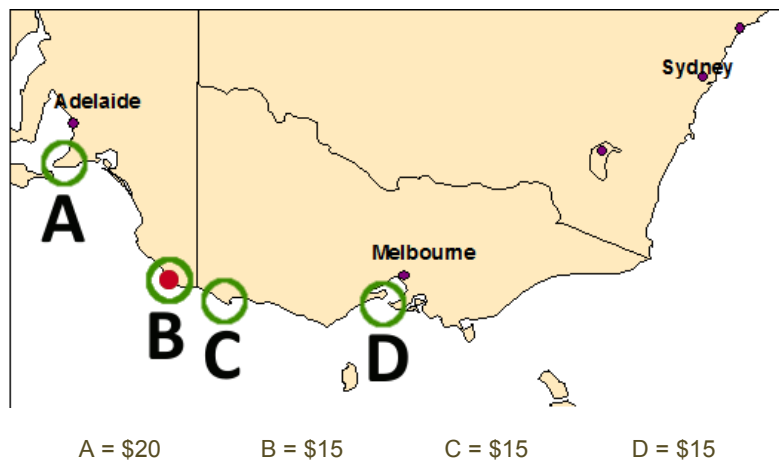 Sydney
Adelaide
A
Melbourne
B
C
D
A = $20 B = $15 C = $15 D = $15